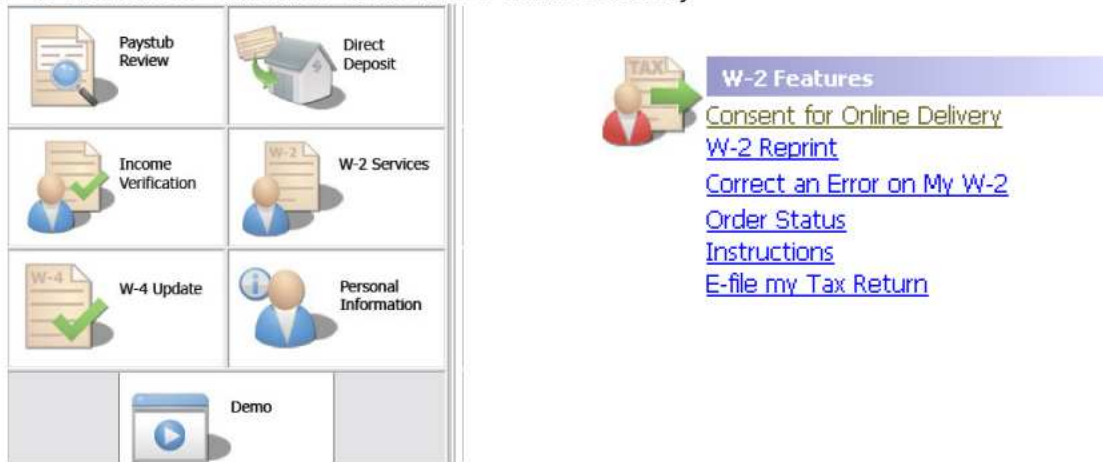 Paystub
Review
Direct
Deposit
Income
Verification
W-2
W-2 Services
W-4
W-4 Update
Personal
Information
Demo
TAX
W-2 Features
Consent for Online Delivery
W-2 Reprint
Correct an Error on My W-2
Order Status
Instructions
E-file my Tax Return